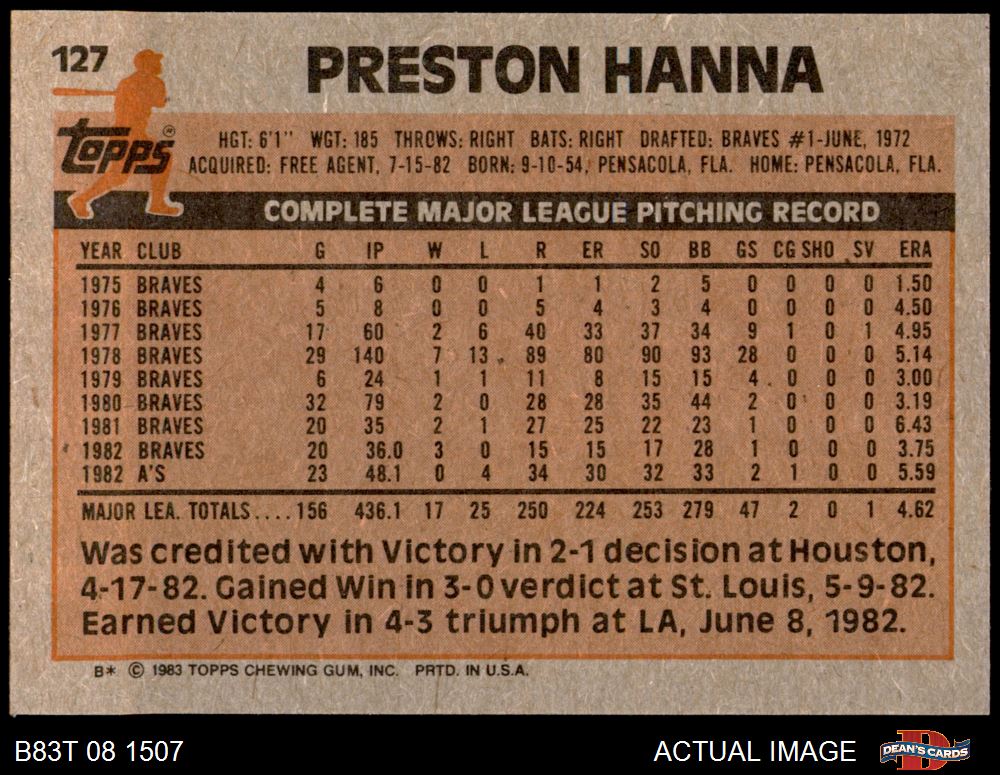 127 PRESTON HANNA
TOPPS ® HGT: 6'1" WGT: 185 THROWS: RIGHT BATS: RIGHT DRAFTED: BRAVES #1-JUNE, 1972
ACQUIRED: FREE AGENT, 7-15-82 BORN: 9-10-54, PENSACOLA, FLA. HOME: PENSACOLA, FLA.
COMPLETE MAJOR LEAGUE PITCHING RECORD
YEAR CLUB G IP W L R ER SO BB GS CG SHO SV ERA
1975 BRAVES 4 6 0 0 1 1 2 5 0 0 0 0 1.50
1976 BRAVES 5 8 0 0 5 4 3 4 0 0 0 0 4.50
1977 BRAVES 17 60 2 6 40 33 37 34 9 1 0 1 4.95
1978 BRAVES 29 140 7 13 89 80 90 93 28 0 0 0 5.14
1979 BRAVES 6 24 1 1 11 8 15 15 4 0 0 0 3.00
1980 BRAVES 32 79 2 0 28 28 35 44 2 0 0 0 3.19
1981 BRAVES 20 35 2 1 27 25 22 23 1 0 0 0 6.43
1982 BRAVES 20 36.0 3 0 15 15 17 28 1 0 0 0 3.75
1982 A'S 23 48.1 0 4 34 30 32 33 2 1 0 0 5.59
MAJOR LEA. TOTALS.... 156 436.1 17 25 250 224 253 279 47 2 0 1 4.62
Was credited with Victory in 2-1 decision at Houston,
4-17-82. Gained Win in 3-0 verdict at St. Louis, 5-9-82.
Earned Victory in 4-3 triumph at LA, June 8, 1982.
B* © 1983 TOPPS CHEWING GUM, INC. PRTD. IN U.S.A.
B83T 08 1507 ACTUAL IMAGE DEAN'S CARDS